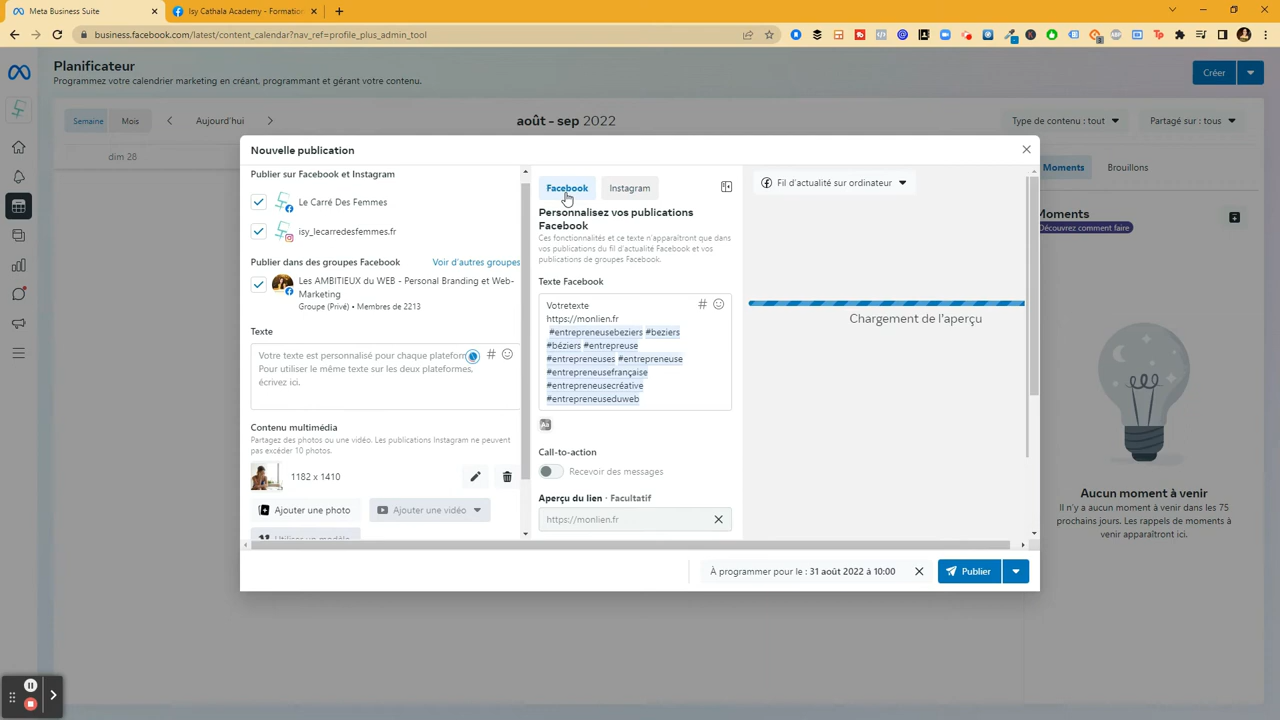 Meta Business Suite
Isy Cathala Academy - Formation
business.facebook.com/latest/content_calendar?nav_ref=profile_plus_admin_tool
Planificateur
Programmez votre calendrier marketing en créant, programmant et gérant votre contenu.
Créer
Semaine
Mois
Aujourd'hui
août – sep 2022
Type de contenu : tout
Partagé sur : tous
dim 28
Moments
Brouillons
Nouvelle publication
Publier sur Facebook et Instagram
Le Carré Des Femmes
isy_lecarredesfemmes.fr
Publier dans des groupes Facebook
Voir d'autres groupes
Les AMBITIEUX du WEB - Personal Branding et Web-
Marketing
Groupe (Privé) • Membres de 2213
Texte
Votre texte est personnalisé pour chaque plateforme.
Pour utiliser le même texte sur les deux plateformes,
écrivez ici.
Contenu multimédia
Partagez des photos ou une vidéo. Les publications Instagram ne peuvent
pas excéder 10 photos.
1182 x 1410
Ajouter une photo
Ajouter une vidéo
Utiliser un modèle
Facebook
Instagram
Personnalisez vos publications
Facebook
Ces fonctionnalités et ce texte n'apparaîtront que dans
vos publications du fil d'actualité Facebook et vos
publications de groupes Facebook.
Texte Facebook
Votretexte
https://monlien.fr
#entrepreneusebeziers #beziers
#béziers #entrepreuse
#entrepreneuses #entrepreneuse
#entrepreneusefrançaise
#entrepreneusecréative
#entrepreneuseduweb
Aa
Call-to-action
Recevoir des messages
Aperçu du lien · Facultatif
https://monlien.fr
Fil d'actualité sur ordinateur
Chargement de l'aperçu
À programmer pour le : 31 août 2022 à 10:00
Publier
Moments
Découvrez comment faire
Aucun moment à venir
Il n'y a aucun moment à venir dans les 75
prochains jours. Les rappels de moments à
venir apparaîtront ici.